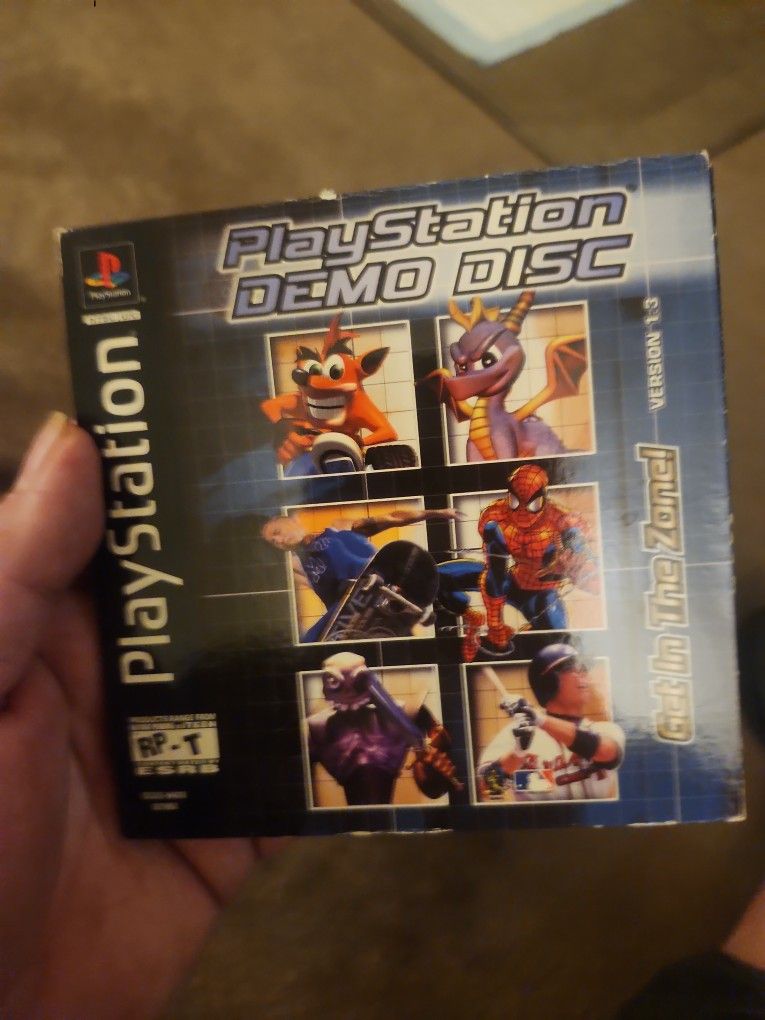 PlayStation
DEMO DISC
PlayStation
PlayStation
VERSION 1.3
Get In The Zone!
RP-T
ESRB